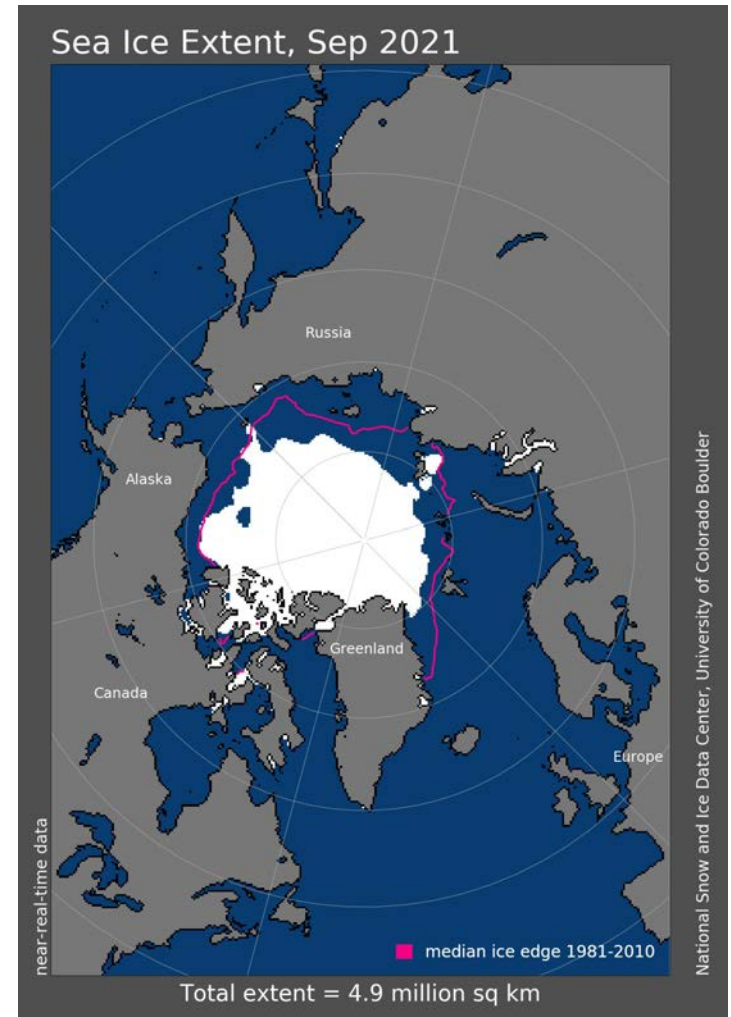 Sea Ice Extent, Sep 2021
Russia
Alaska
Greenland
Canada
Europe
near-real-time data
National Snow and Ice Data Center, University of Colorado Boulder
median ice edge 1981-2010
Total extent = 4.9 million sq km